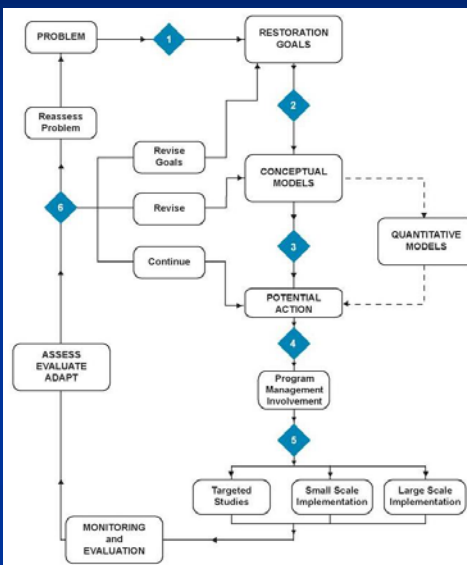 PROBLEM
1
RESTORATION
GOALS
2
Reassess
Problem
Revise
Goals
CONCEPTUAL
MODELS
6
Revise
QUANTITATIVE
MODELS
3
Continue
POTENTIAL
ACTION
4
ASSESS
EVALUATE
ADAPT
Program
Management
Involvement
5
Targeted
Studies
Small Scale
Implementation
Large Scale
Implementation
MONITORING
and
EVALUATION